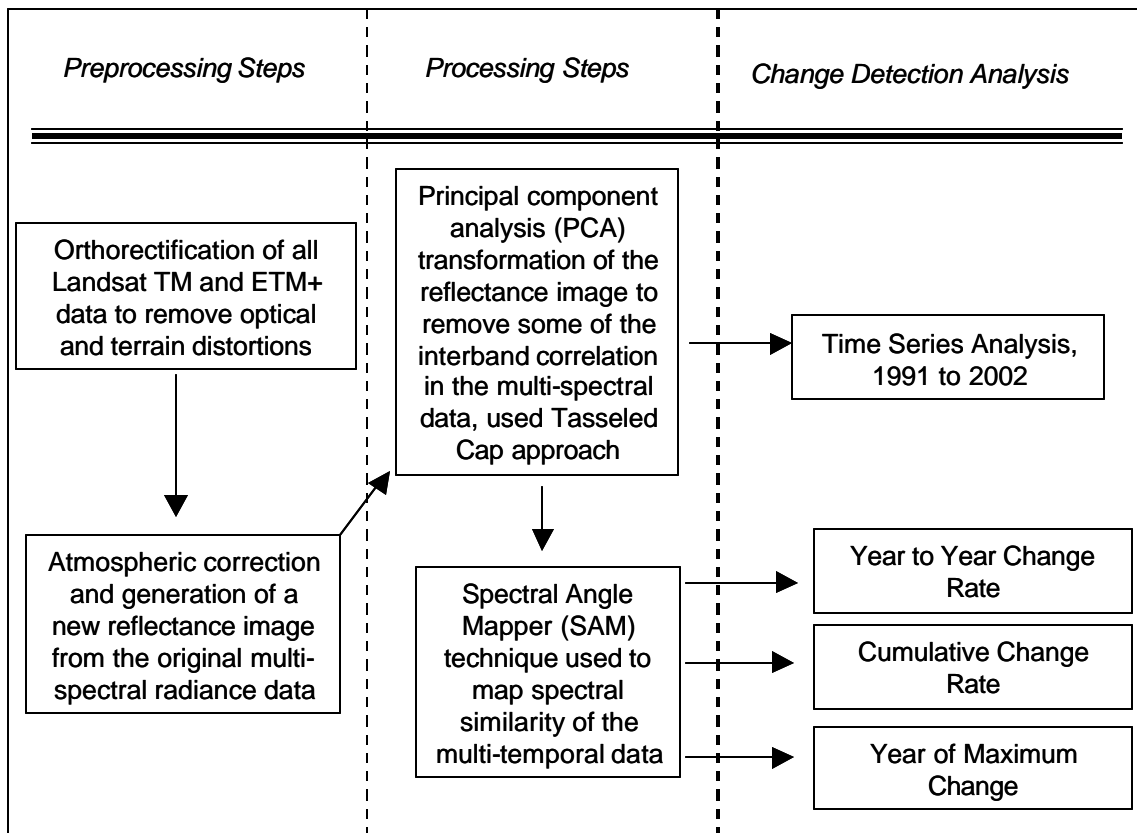 Preprocessing Steps
Processing Steps
Change Detection Analysis
Orthorectification of all
Landsat TM and ETM+
data to remove optical
and terrain distortions
Atmospheric correction
and generation of a
new reflectance image
from the original multi-
spectral radiance data
Principal component
analysis (PCA)
transformation of the
reflectance image to
remove some of the
interband correlation
in the multi-spectral
data, used Tasseled
Cap approach
Spectral Angle
Mapper (SAM)
technique used to
map spectral
similarity of the
multi-temporal data
Time Series Analysis,
1991 to 2002
Year to Year Change
Rate
Cumulative Change
Rate
Year of Maximum
Change